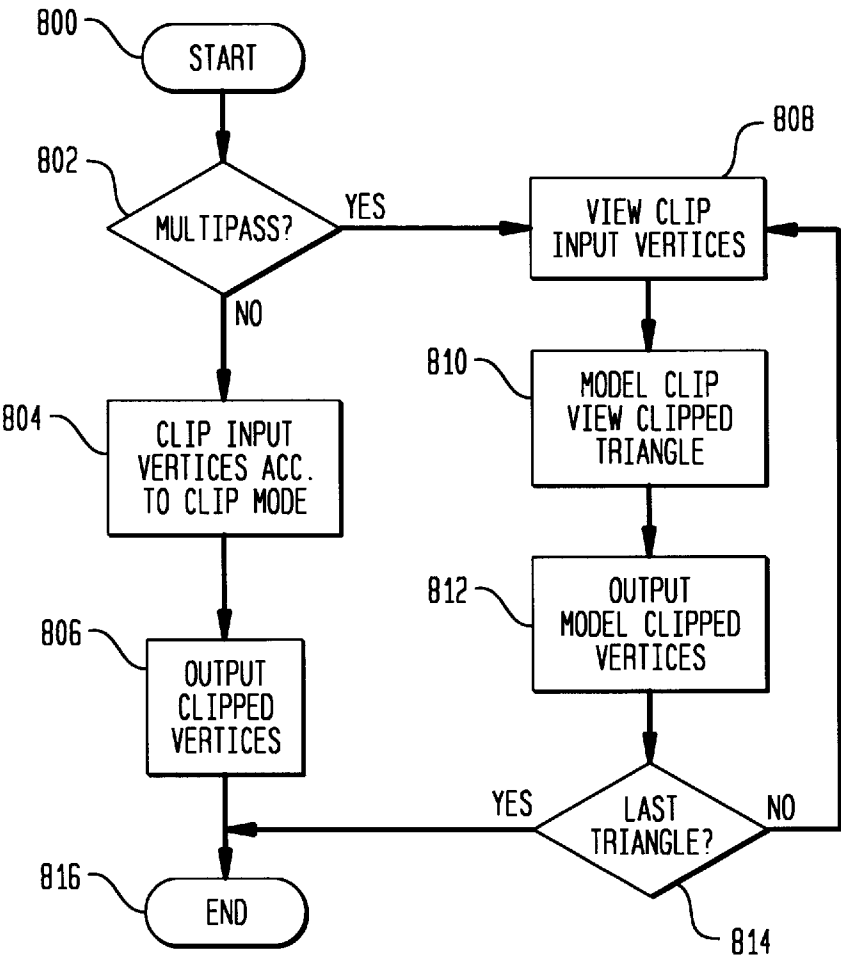 800
START
802
MULTIPASS?
YES
NO
804
CLIP INPUT
VERTICES ACC.
TO CLIP MODE
806
OUTPUT
CLIPPED
VERTICES
808
VIEW CLIP
INPUT VERTICES
810
MODEL CLIP
VIEW CLIPPED
TRIANGLE
812
OUTPUT
MODEL CLIPPED
VERTICES
YES
LAST
TRIANGLE?
NO
814
816
END